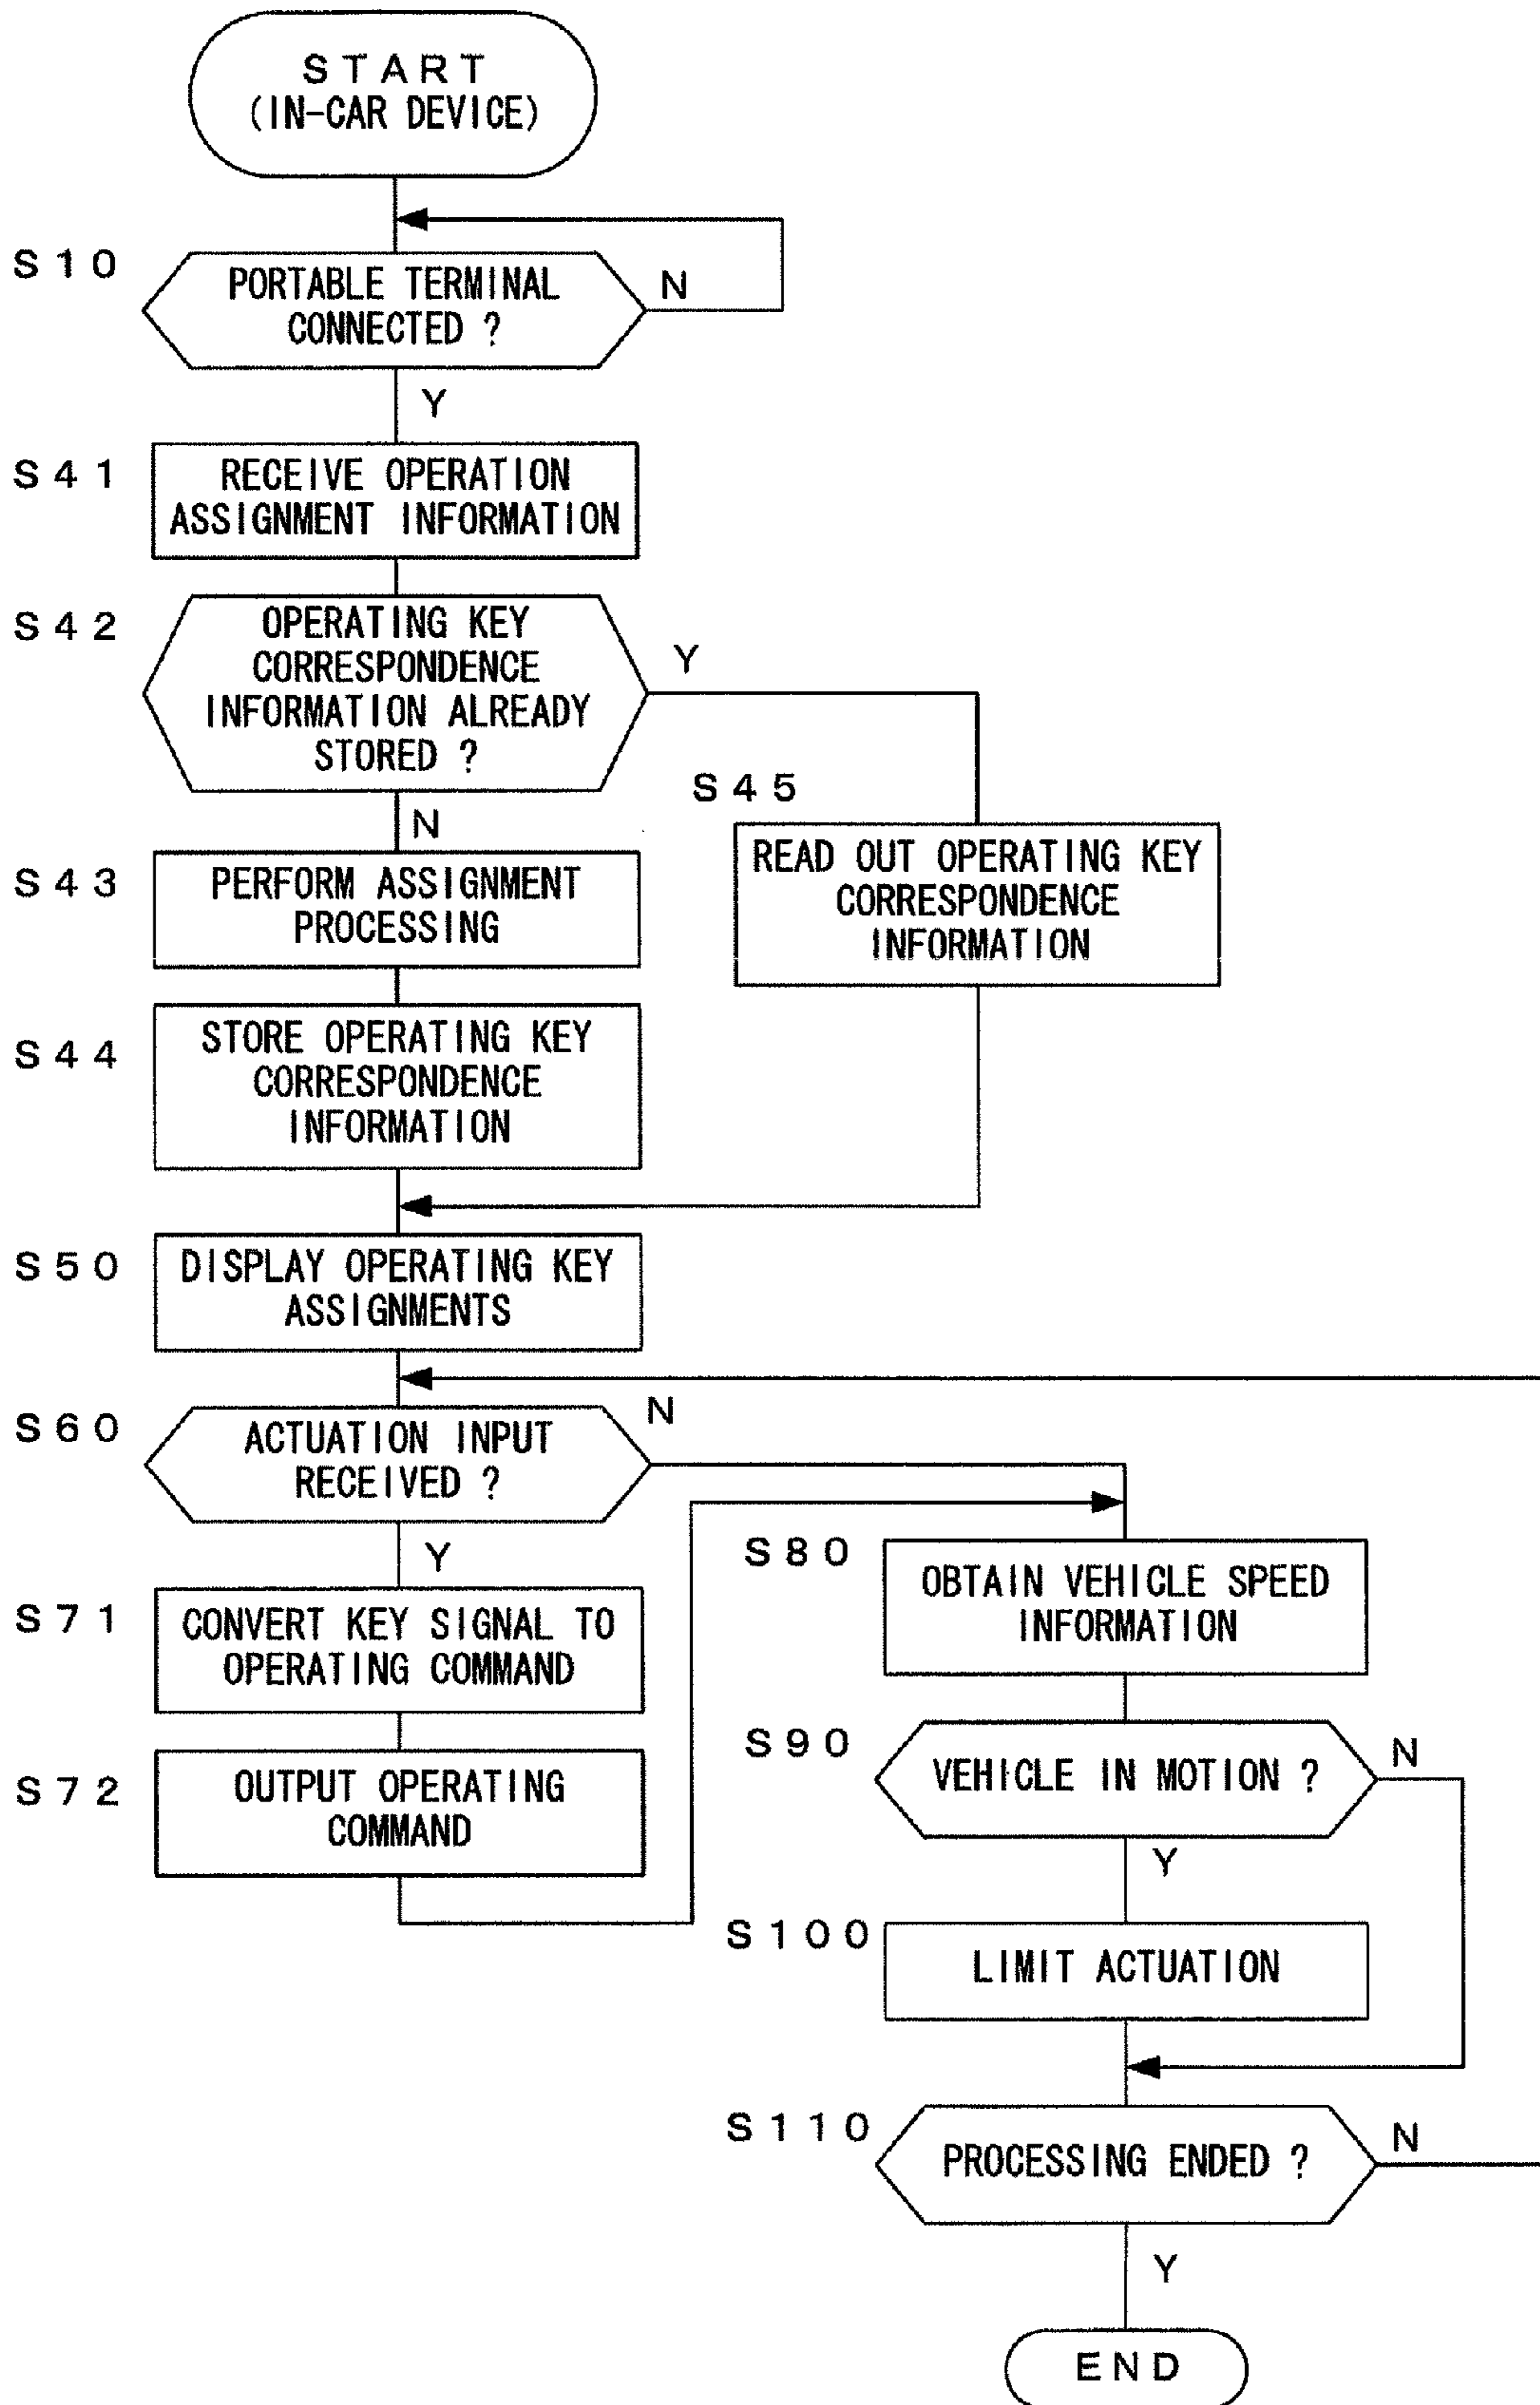 START
(IN-CAR DEVICE)
S10
PORTABLE TERMINAL
CONNECTED ?
N
Y
S41
RECEIVE OPERATION
ASSIGNMENT INFORMATION
S42
OPERATING KEY
CORRESPONDENCE
INFORMATION ALREADY
STORED ?
Y
N
S45
READ OUT OPERATING KEY
CORRESPONDENCE
INFORMATION
S43
PERFORM ASSIGNMENT
PROCESSING
S44
STORE OPERATING KEY
CORRESPONDENCE
INFORMATION
S50
DISPLAY OPERATING KEY
ASSIGNMENTS
S60
ACTUATION INPUT
RECEIVED ?
N
Y
S71
CONVERT KEY SIGNAL TO
OPERATING COMMAND
S72
OUTPUT OPERATING
COMMAND
S80
OBTAIN VEHICLE SPEED
INFORMATION
S90
VEHICLE IN MOTION ?
N
Y
S100
LIMIT ACTUATION
S110
PROCESSING ENDED ?
N
Y
END